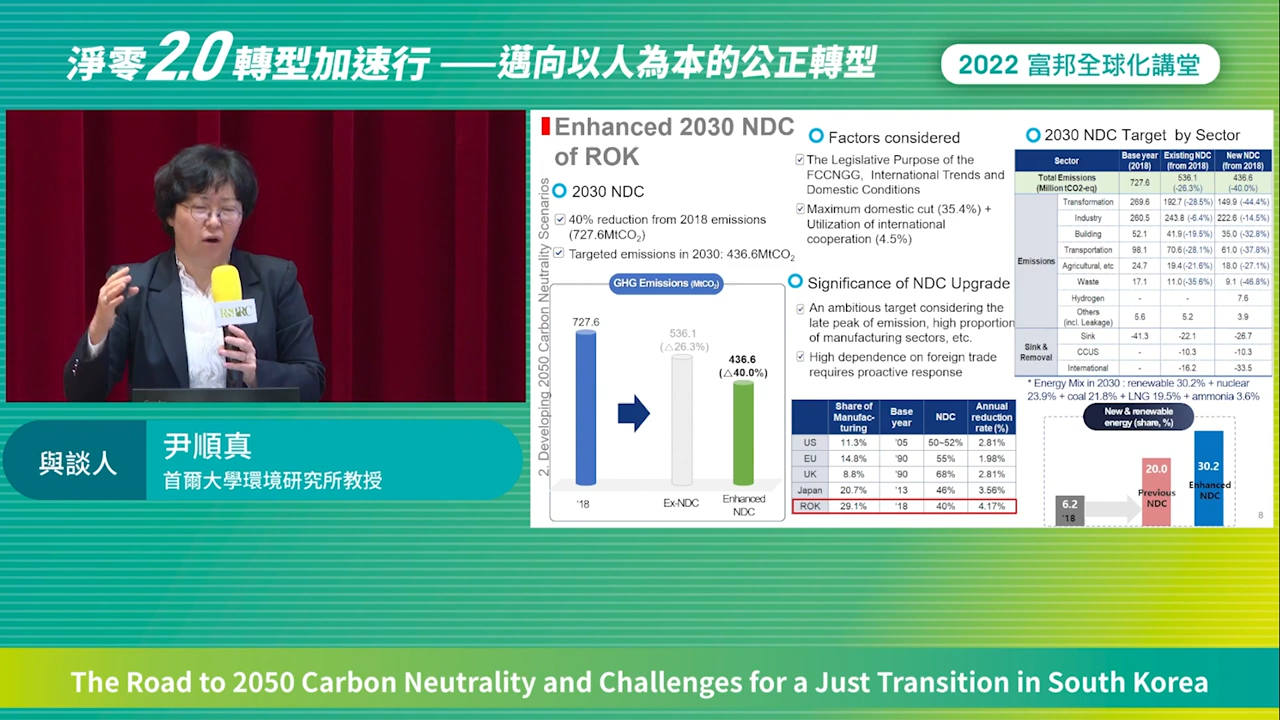 淨零2.0轉型加速行——邁向以人為本的公正轉型
2022 富邦全球化講堂
RSPRC
與談人
尹順真
首爾大學環境研究所教授
2. Developing 2050 Carbon Neutrality Scenarios
Enhanced 2030 NDC
of ROK
2030 NDC
40% reduction from 2018 emissions
(727.6MtCO2)
Targeted emissions in 2030: 436.6MtCO2
GHG Emissions (MtCO2)
727.6
536.1
(△26.3%)
436.6
(△40.0%)
'18
Ex-NDC
Enhanced
NDC
Factors considered
The Legislative Purpose of the
FCCNGG, International Trends and
Domestic Conditions
Maximum domestic cut (35.4%) +
Utilization of international
cooperation (4.5%)
Significance of NDC Upgrade
An ambitious target considering the
late peak of emission, high proportion
of manufacturing sectors, etc.
High dependence on foreign trade
requires proactive response
Share of Manufac-turing Base year NDC Annual reduction rate (%)
US 11.3% '05 50~52% 2.81%
EU 14.8% '90 55% 1.98%
UK 8.8% '90 68% 2.81%
Japan 20.7% '13 46% 3.56%
ROK 29.1% '18 40% 4.17%
2030 NDC Target by Sector
Sector Base year (2018) Existing NDC (from 2018) New NDC (from 2018)
Total Emissions (Million tCO2-eq) 727.6 536.1 (-26.3%) 436.6 (-40.0%)
Emissions
Transformation 269.6 192.7 (-28.5%) 149.9 (-44.4%)
Industry 260.5 243.8 (-6.4%) 222.6 (-14.5%)
Building 52.1 41.9 (-19.5%) 35.0 (-32.8%)
Transportation 98.1 70.6 (-28.1%) 61.0 (-37.8%)
Agricultural, etc 24.7 19.4 (-21.6%) 18.0 (-27.1%)
Waste 17.1 11.0 (-35.6%) 9.1 (-46.8%)
Hydrogen - - 7.6
Others (incl. Leakage) 5.6 5.2 3.9
Sink & Removal
Sink -41.3 -22.1 -26.7
CCUS - -10.3 -10.3
International - -16.2 -33.5
* Energy Mix in 2030 : renewable 30.2% + nuclear
23.9% + coal 21.8% + LNG 19.5% + ammonia 3.6%
New & renewable
energy (share, %)
6.2
'18
20.0
Previous
NDC
30.2
Enhanced
NDC
8
The Road to 2050 Carbon Neutrality and Challenges for a Just Transition in South Korea